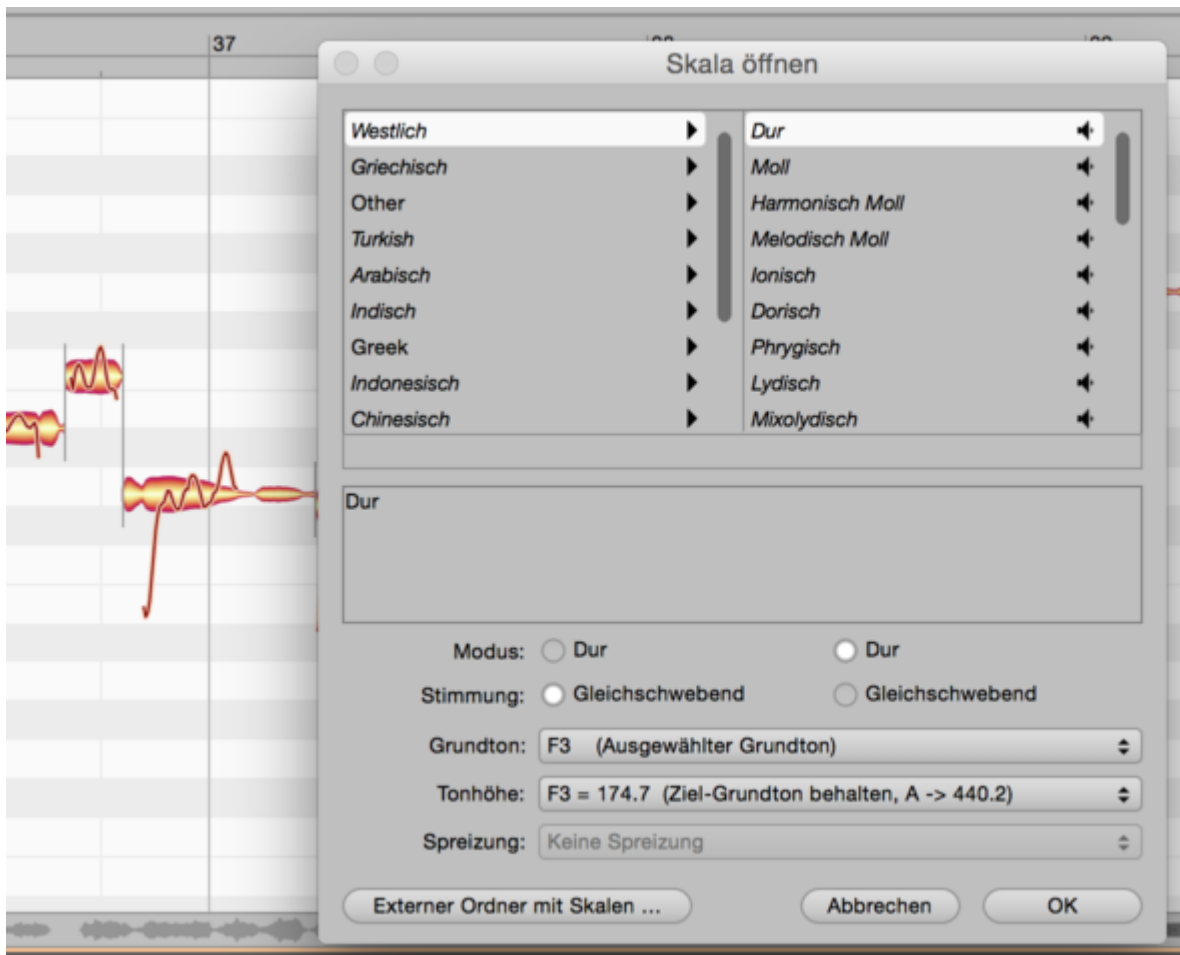 37
Skala öffnen
Westlich
Griechisch
Other
Turkish
Arabisch
Indisch
Greek
Indonesisch
Chinesisch
Dur
Moll
Harmonisch Moll
Melodisch Moll
Ionisch
Dorisch
Phrygisch
Lydisch
Mixolydisch
Dur
Modus: Dur Dur
Stimmung: Gleichschwebend Gleichschwebend
Grundton: F3 (Ausgewählter Grundton)
Tonhöhe: F3 = 174.7 (Ziel-Grundton behalten, A -> 440.2)
Spreizung: Keine Spreizung
Externer Ordner mit Skalen ... Abbrechen OK